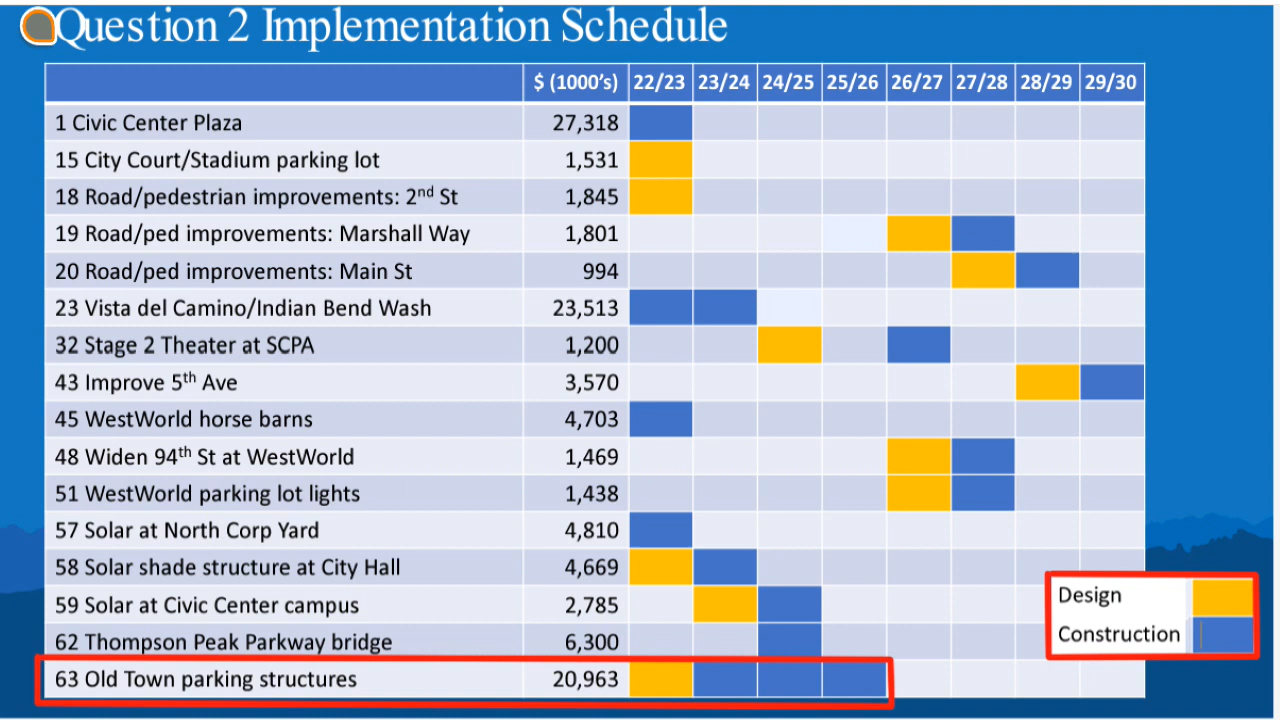 Question 2 Implementation Schedule
$ (1000's) 22/23 23/24 24/25 25/26 26/27 27/28 28/29 29/30
1 Civic Center Plaza 27,318
15 City Court/Stadium parking lot 1,531
18 Road/pedestrian improvements: 2nd St 1,845
19 Road/ped improvements: Marshall Way 1,801
20 Road/ped improvements: Main St 994
23 Vista del Camino/Indian Bend Wash 23,513
32 Stage 2 Theater at SCPA 1,200
43 Improve 5th Ave 3,570
45 WestWorld horse barns 4,703
48 Widen 94th St at WestWorld 1,469
51 WestWorld parking lot lights 1,438
57 Solar at North Corp Yard 4,810
58 Solar shade structure at City Hall 4,669
59 Solar at Civic Center campus 2,785
62 Thompson Peak Parkway bridge 6,300
63 Old Town parking structures 20,963
Design
Construction